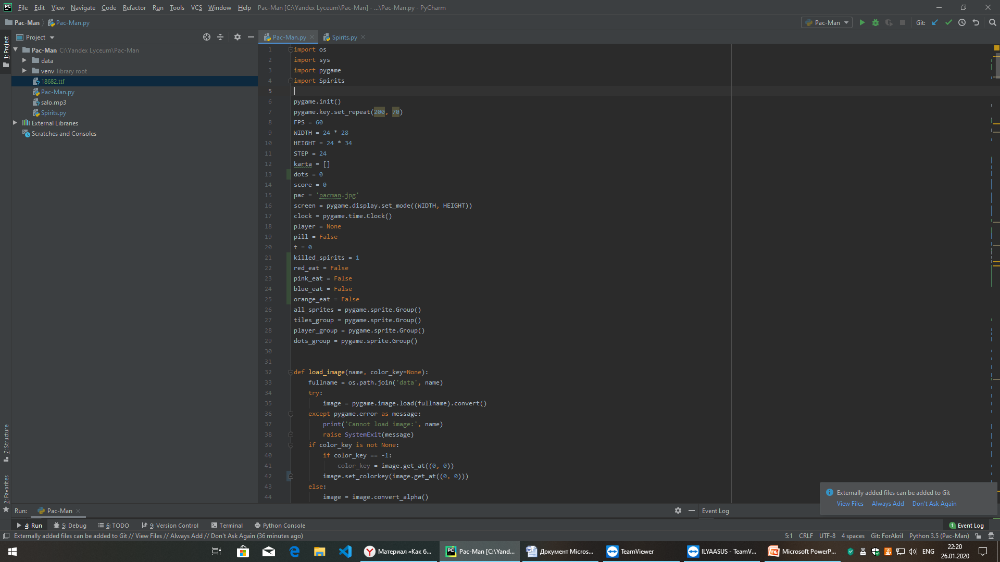 PC File Edit View Navigate Code Refactor Run Tools VCS Window Help Pac-Man [C:\Yandex Lyceum\Pac-Man] - ...\Pac-Man.py - PyCharm
Pac-Man Pac-Man.py Pac-Man Git:
1: Project
Project
Pac-Man.py Spirits.py
Pac-Man C:\Yandex Lyceum\Pac-Man
data
venv library root
18682.ttf
Pac-Man.py
salo.mp3
Spirits.py
External Libraries
Scratches and Consoles
1 import os
2 import sys
3 import pygame
4 import Spirits
5
6 pygame.init()
7 pygame.key.set_repeat(200, 70)
8 FPS = 60
9 WIDTH = 24 * 28
10 HEIGHT = 24 * 34
11 STEP = 24
12 karta = []
13 dots = 0
14 score = 0
15 pac = 'pacman.jpg'
16 screen = pygame.display.set_mode((WIDTH, HEIGHT))
17 clock = pygame.time.Clock()
18 player = None
19 pill = False
20 t = 0
21 killed_spirits = 1
22 red_eat = False
23 pink_eat = False
24 blue_eat = False
25 orange_eat = False
26 all_sprites = pygame.sprite.Group()
27 tiles_group = pygame.sprite.Group()
28 player_group = pygame.sprite.Group()
29 dots_group = pygame.sprite.Group()
30
31
32 def load_image(name, color_key=None):
33 fullname = os.path.join('data', name)
34 try:
35 image = pygame.image.load(fullname).convert()
36 except pygame.error as message:
37 print('Cannot load image:', name)
38 raise SystemExit(message)
39 if color_key is not None:
40 if color_key == -1:
41 color_key = image.get_at((0, 0))
42 image.set_colorkey(image.get_at((0, 0)))
43 else:
44 image = image.convert_alpha()
7: Structure
2: Favorites
Externally added files can be added to Git
View Files Always Add Don't Ask Again
Run: Pac-Man Event Log
4: Run 5: Debug 6: TODO 9: Version Control Terminal Python Console 1 Event Log
Externally added files can be added to Git // View Files // Always Add // Don't Ask Again (36 minutes ago) 5:1 CRLF UTF-8 4 spaces Git: ForAkril Python 3.5 (Pac-Man)
Материал «Как б... Pac-Man [C:\Yand... Документ Micros... TeamViewer ILYAASUS - TeamV... Microsoft PowerP... ENG 22:20
26.01.2020